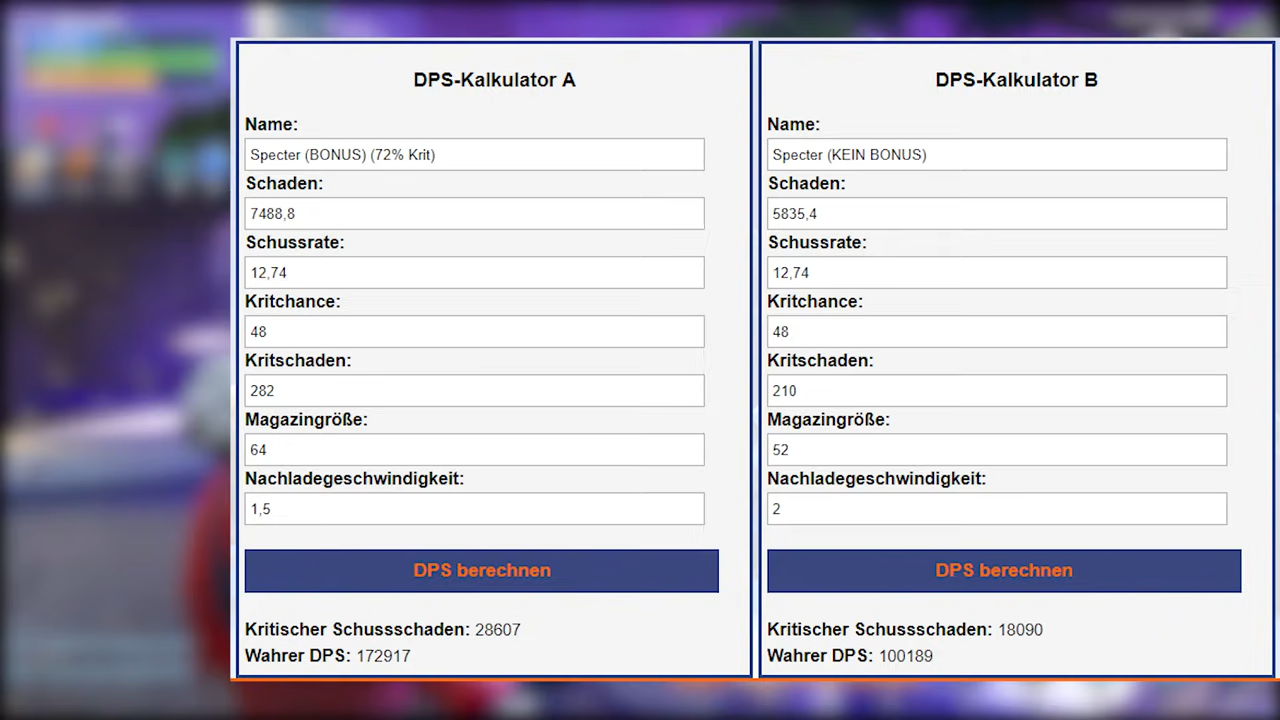 DPS-Kalkulator A
Name:
Specter (BONUS) (72% Krit)
Schaden:
7488,8
Schussrate:
12,74
Kritchance:
48
Kritschaden:
282
Magazingröße:
64
Nachladegeschwindigkeit:
1,5
DPS berechnen
Kritischer Schussschaden: 28607
Wahrer DPS: 172917
DPS-Kalkulator B
Name:
Specter (KEIN BONUS)
Schaden:
5835,4
Schussrate:
12,74
Kritchance:
48
Kritschaden:
210
Magazingröße:
52
Nachladegeschwindigkeit:
2
DPS berechnen
Kritischer Schussschaden: 18090
Wahrer DPS: 100189